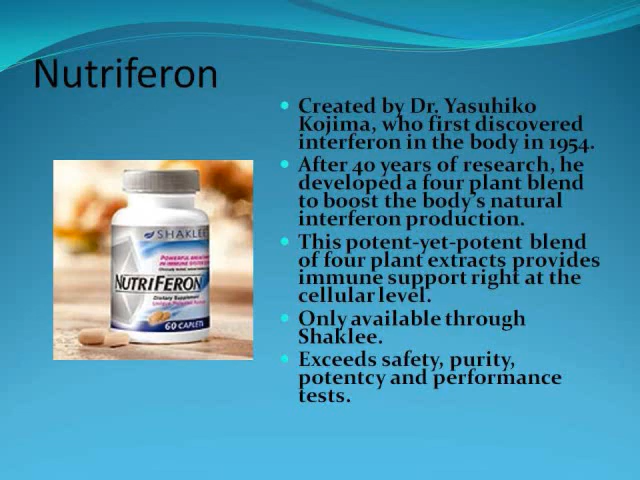 Nutriferon
• Created by Dr. Yasuhiko
Kojima, who first discovered
interferon in the body in 1954.
• After 40 years of research, he
developed a four plant blend
to boost the body's natural
interferon production.
• This potent-yet-potent blend
of four plant extracts provides
immune support right at the
cellular level.
• Only available through
Shaklee.
• Exceeds safety, purity,
potentcy and performance
tests.
SHAKLEE
POWERFUL
IN IMMUNE
NUTRIFERON
Dietary Supplement
60 CAPLETS